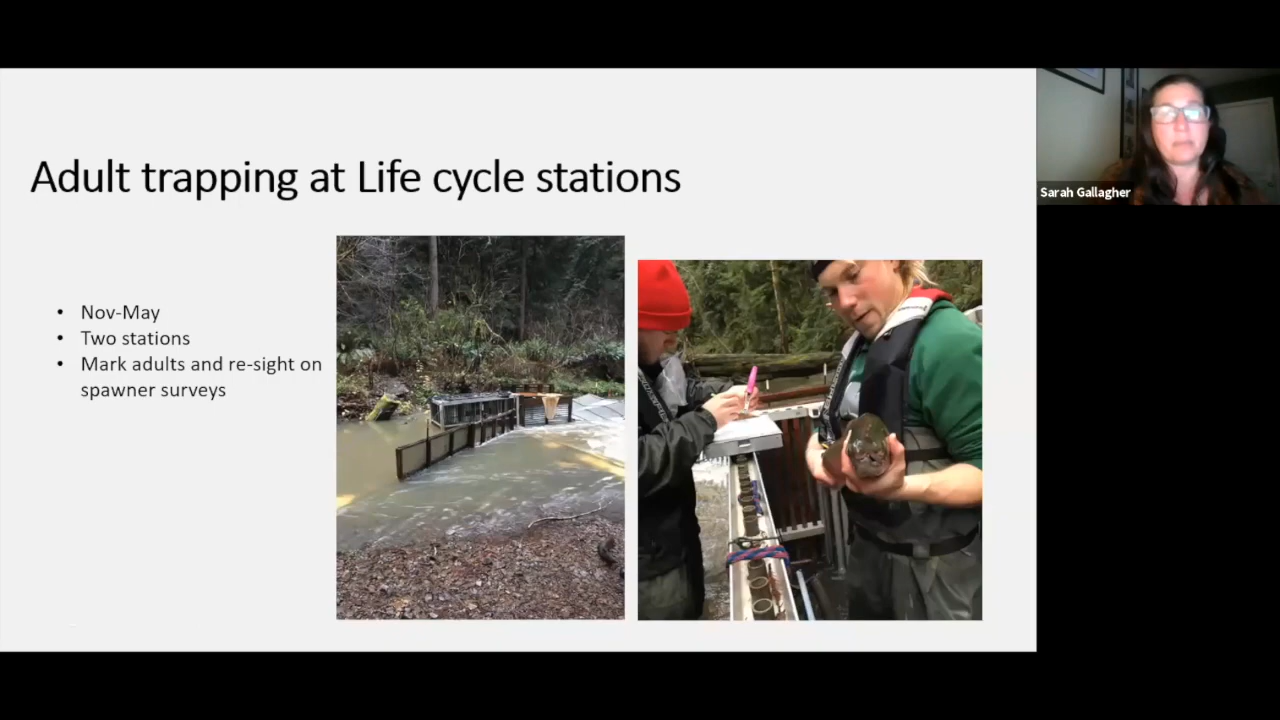 Adult trapping at Life cycle stations
• Nov-May
• Two stations
• Mark adults and re-sight on
spawner surveys
Sarah Gallagher